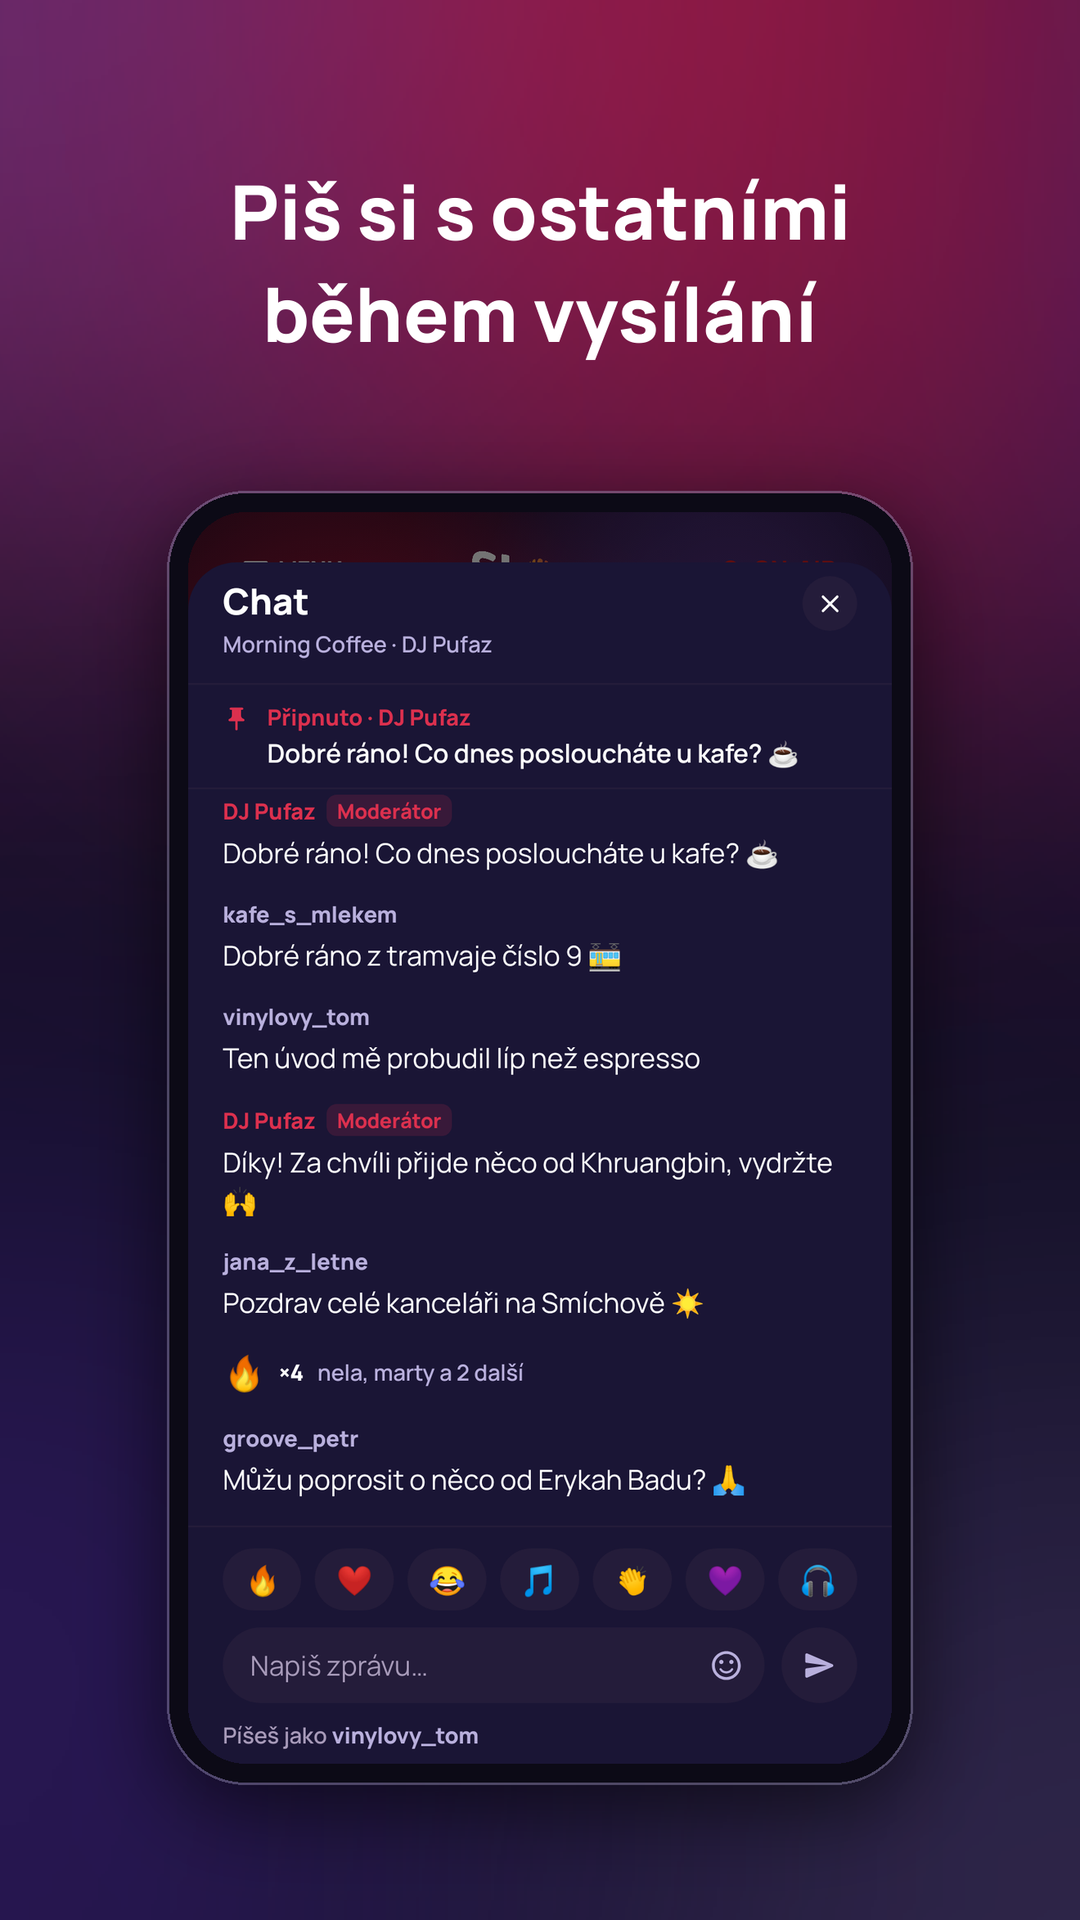 Piš si s ostatními
během vysílání
Chat
Morning Coffee · DJ Pufaz
Připnuto · DJ Pufaz
Dobré ráno! Co dnes posloucháte u kafe? ☕
DJ Pufaz Moderátor
Dobré ráno! Co dnes posloucháte u kafe? ☕
kafe_s_mlekem
Dobré ráno z tramvaje číslo 9 🚋
vinylovy_tom
Ten úvod mě probudil líp než espresso
DJ Pufaz Moderátor
Díky! Za chvíli přijde něco od Khruangbin, vydržte
🙌
jana_z_letne
Pozdrav celé kanceláři na Smíchově ☀️
🔥 ×4 nela, marty a 2 další
groove_petr
Můžu poprosit o něco od Erykah Badu? 🙏
🔥 ❤️ 😂 🎵 👏 💜 🎧
Napiš zprávu…
Píšeš jako vinylovy_tom